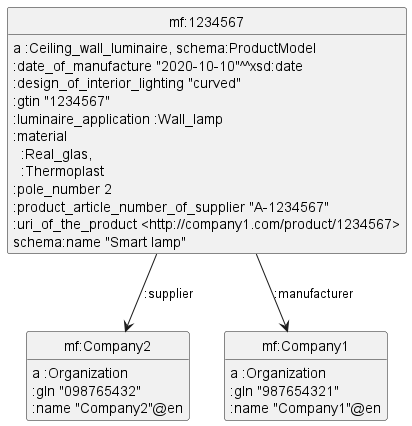 mf:1234567
a :Ceiling_wall_luminaire, schema:ProductModel
:date_of_manufacture "2020-10-10"^^xsd:date
:design_of_interior_lighting "curved"
:gtin "1234567"
:luminaire_application :Wall_lamp
:material
:Real_glas,
:Thermoplast
:pole_number 2
:product_article_number_of_supplier "A-1234567"
:uri_of_the_product <http://company1.com/product/1234567>
schema:name "Smart lamp"
:supplier
:manufacturer
mf:Company2
a :Organization
:gln "098765432"
:name "Company2"@en
mf:Company1
a :Organization
:gln "987654321"
:name "Company1"@en